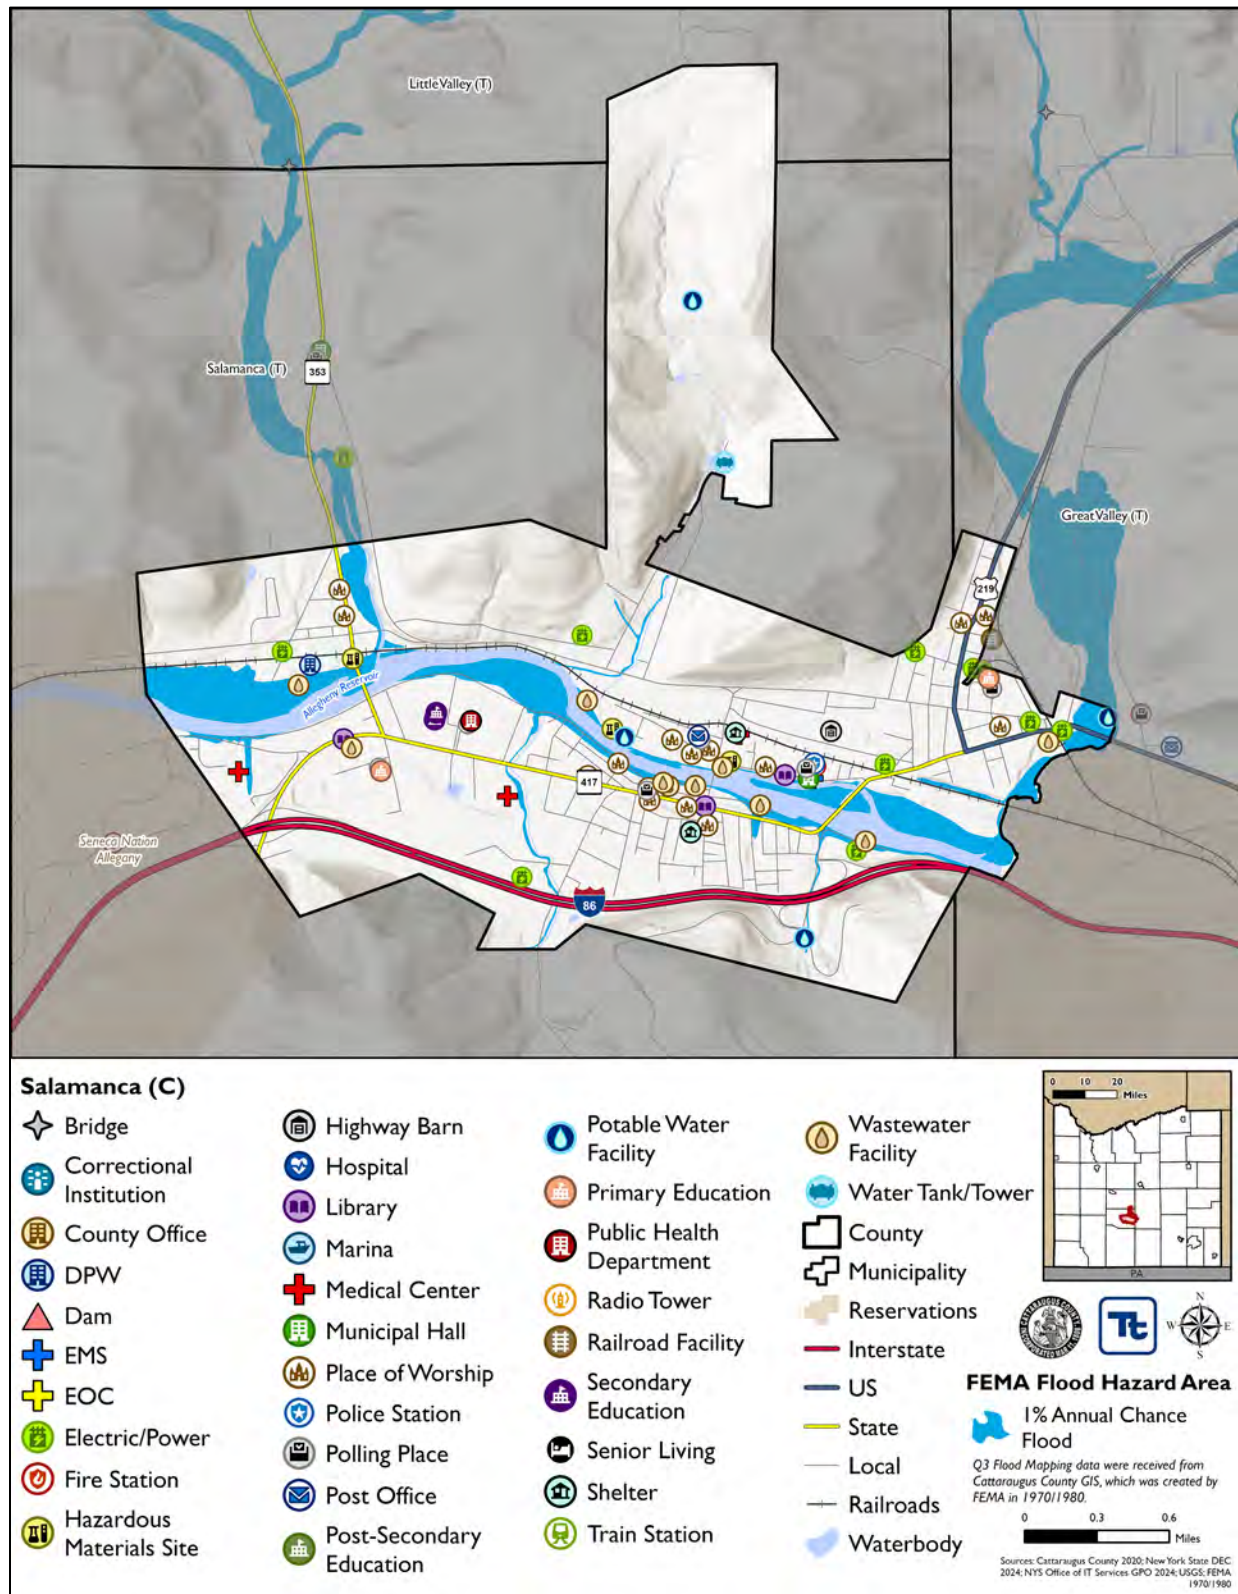 Little Valley (T)
Salamanca (T)
353
Great Valley (T)
219
Allegheny Reservoir
417
Seneca Nation
Allegany
86
Salamanca (C)
Bridge
Correctional
Institution
County Office
DPW
Dam
EMS
EOC
Electric/Power
Fire Station
Hazardous
Materials Site
Highway Barn
Hospital
Library
Marina
Medical Center
Municipal Hall
Place of Worship
Police Station
Polling Place
Post Office
Post-Secondary
Education
Potable Water
Facility
Primary Education
Public Health
Department
Radio Tower
Railroad Facility
Secondary
Education
Senior Living
Shelter
Train Station
Wastewater
Facility
Water Tank/Tower
County
Municipality
Reservations
Interstate
US
State
Local
Railroads
Waterbody
0 10 20
Miles
PA
Tt
N
W E
S
FEMA Flood Hazard Area
1% Annual Chance
Flood
Q3 Flood Mapping data were received from
Cattaraugus County GIS, which was created by
FEMA in 1970/1980.
0 0.3 0.6
Miles
Sources: Cattaraugus County 2020; New York State DEC
2024; NYS Office of IT Services GPO 2024; USGS; FEMA
1970/1980